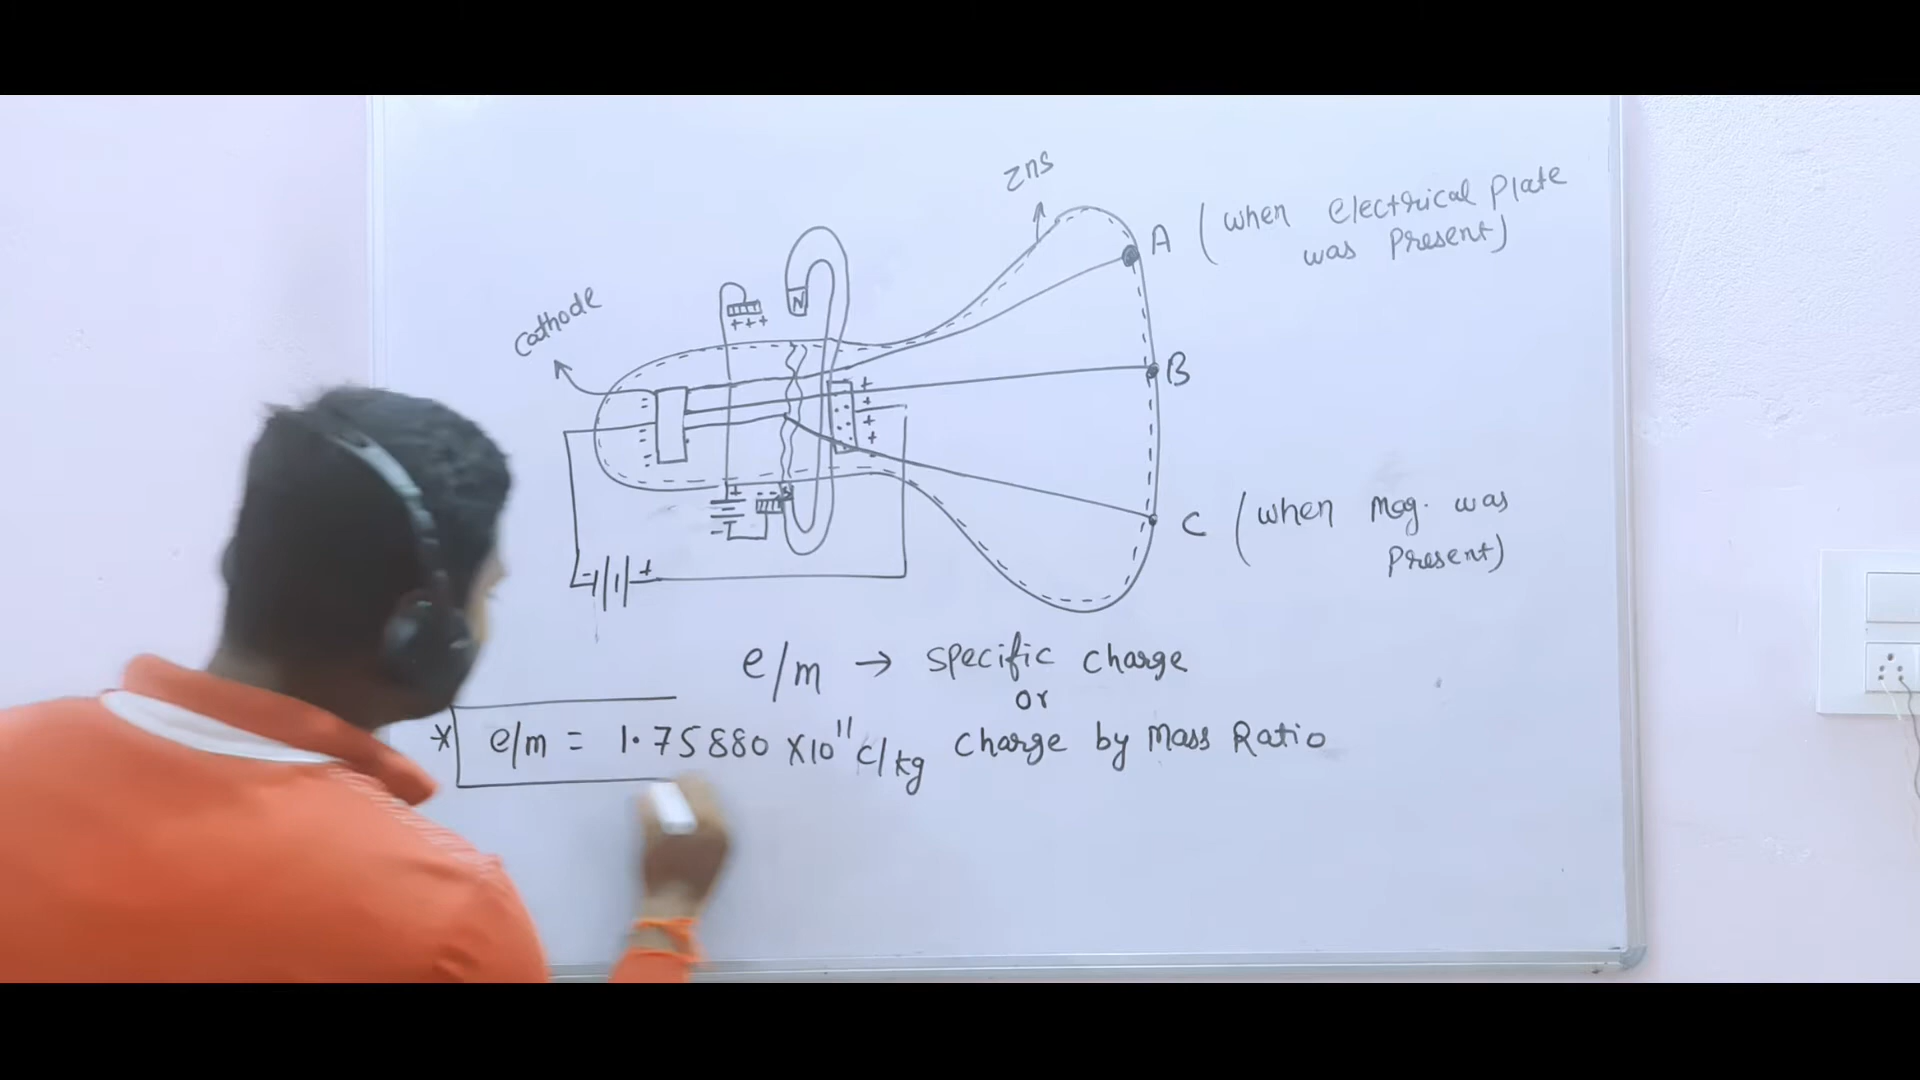 ZnS
A (when electrical plate
was Present)
N
+++
Cathode
B
C (when Mag. was
Present)
e/m → specific charge
or
* e/m = 1.75880 x10¹¹ C/kg charge by Mass Ratio